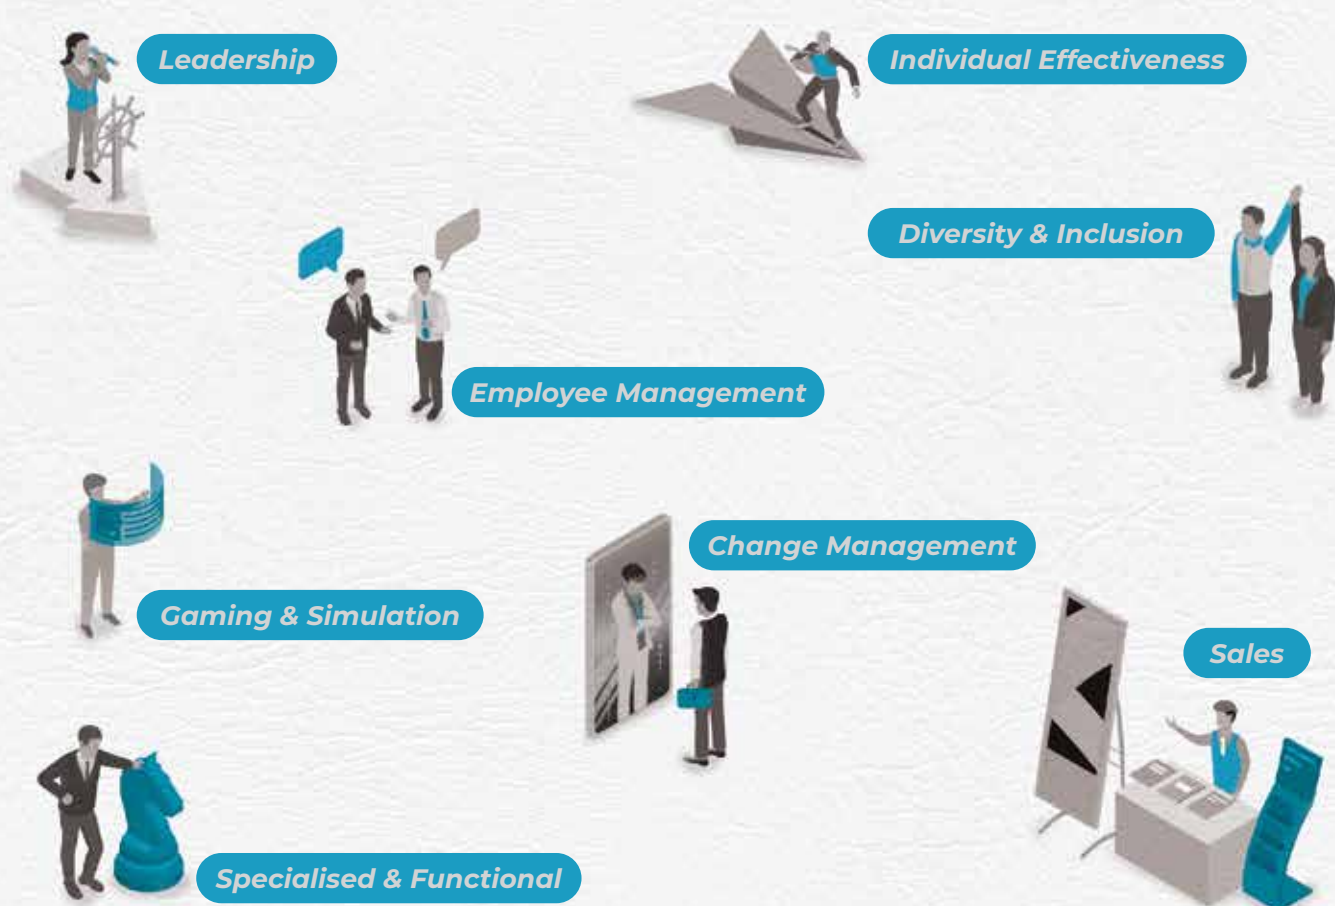 Leadership
Individual Effectiveness
Diversity & Inclusion
Employee Management
Change Management
Gaming & Simulation
Sales
Specialised & Functional